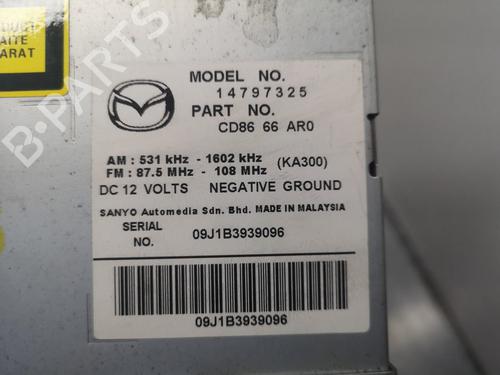 AITE
ARAT
MODEL NO.
14797325
PART NO.
CD86 66 AR0
AM : 531 kHz - 1602 kHz (KA300)
FM : 87.5 MHz - 108 MHz
DC 12 VOLTS NEGATIVE GROUND
SANYO Automedia Sdn. Bhd. MADE IN MALAYSIA
SERIAL NO. 09J1B3939096
09J1B3939096